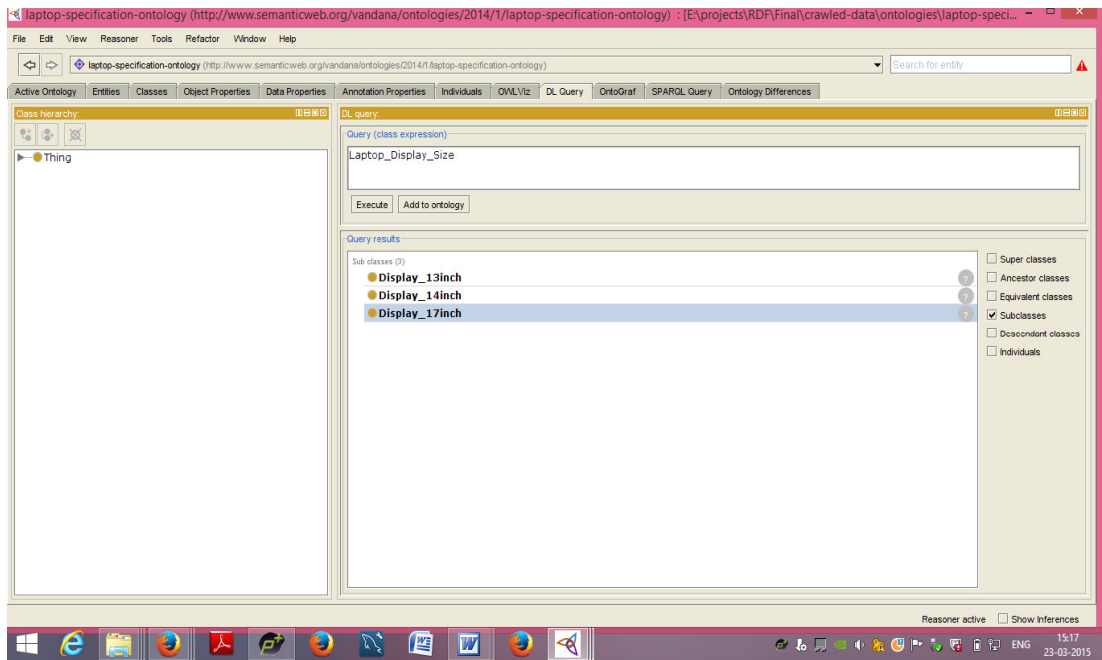 laptop-specification-ontology (http://www.semanticweb.org/vandana/ontologies/2014/1/laptop-specification-ontology) : [E:\projects\RDF\Final\crawled-data\ontologies\laptop-speci...
File Edit View Reasoner Tools Refactor Window Help
laptop-specification-ontology (http://www.semanticweb.org/vandana/ontologies/2014/1/laptop-specification-ontology)
Search for entity
Active Ontology Entities Classes Object Properties Data Properties Annotation Properties Individuals OWLViz DL Query OntoGraf SPARQL Query Ontology Differences
Class hierarchy:
Thing
DL query:
Query (class expression)
Laptop_Display_Size
Execute Add to ontology
Query results
Sub classes (3)
Display_13inch
Display_14inch
Display_17inch
Super classes
Ancestor classes
Equivalent classes
Subclasses
Descendant classes
Individuals
Reasoner active Show Inferences
ENG
15:17
23-03-2015